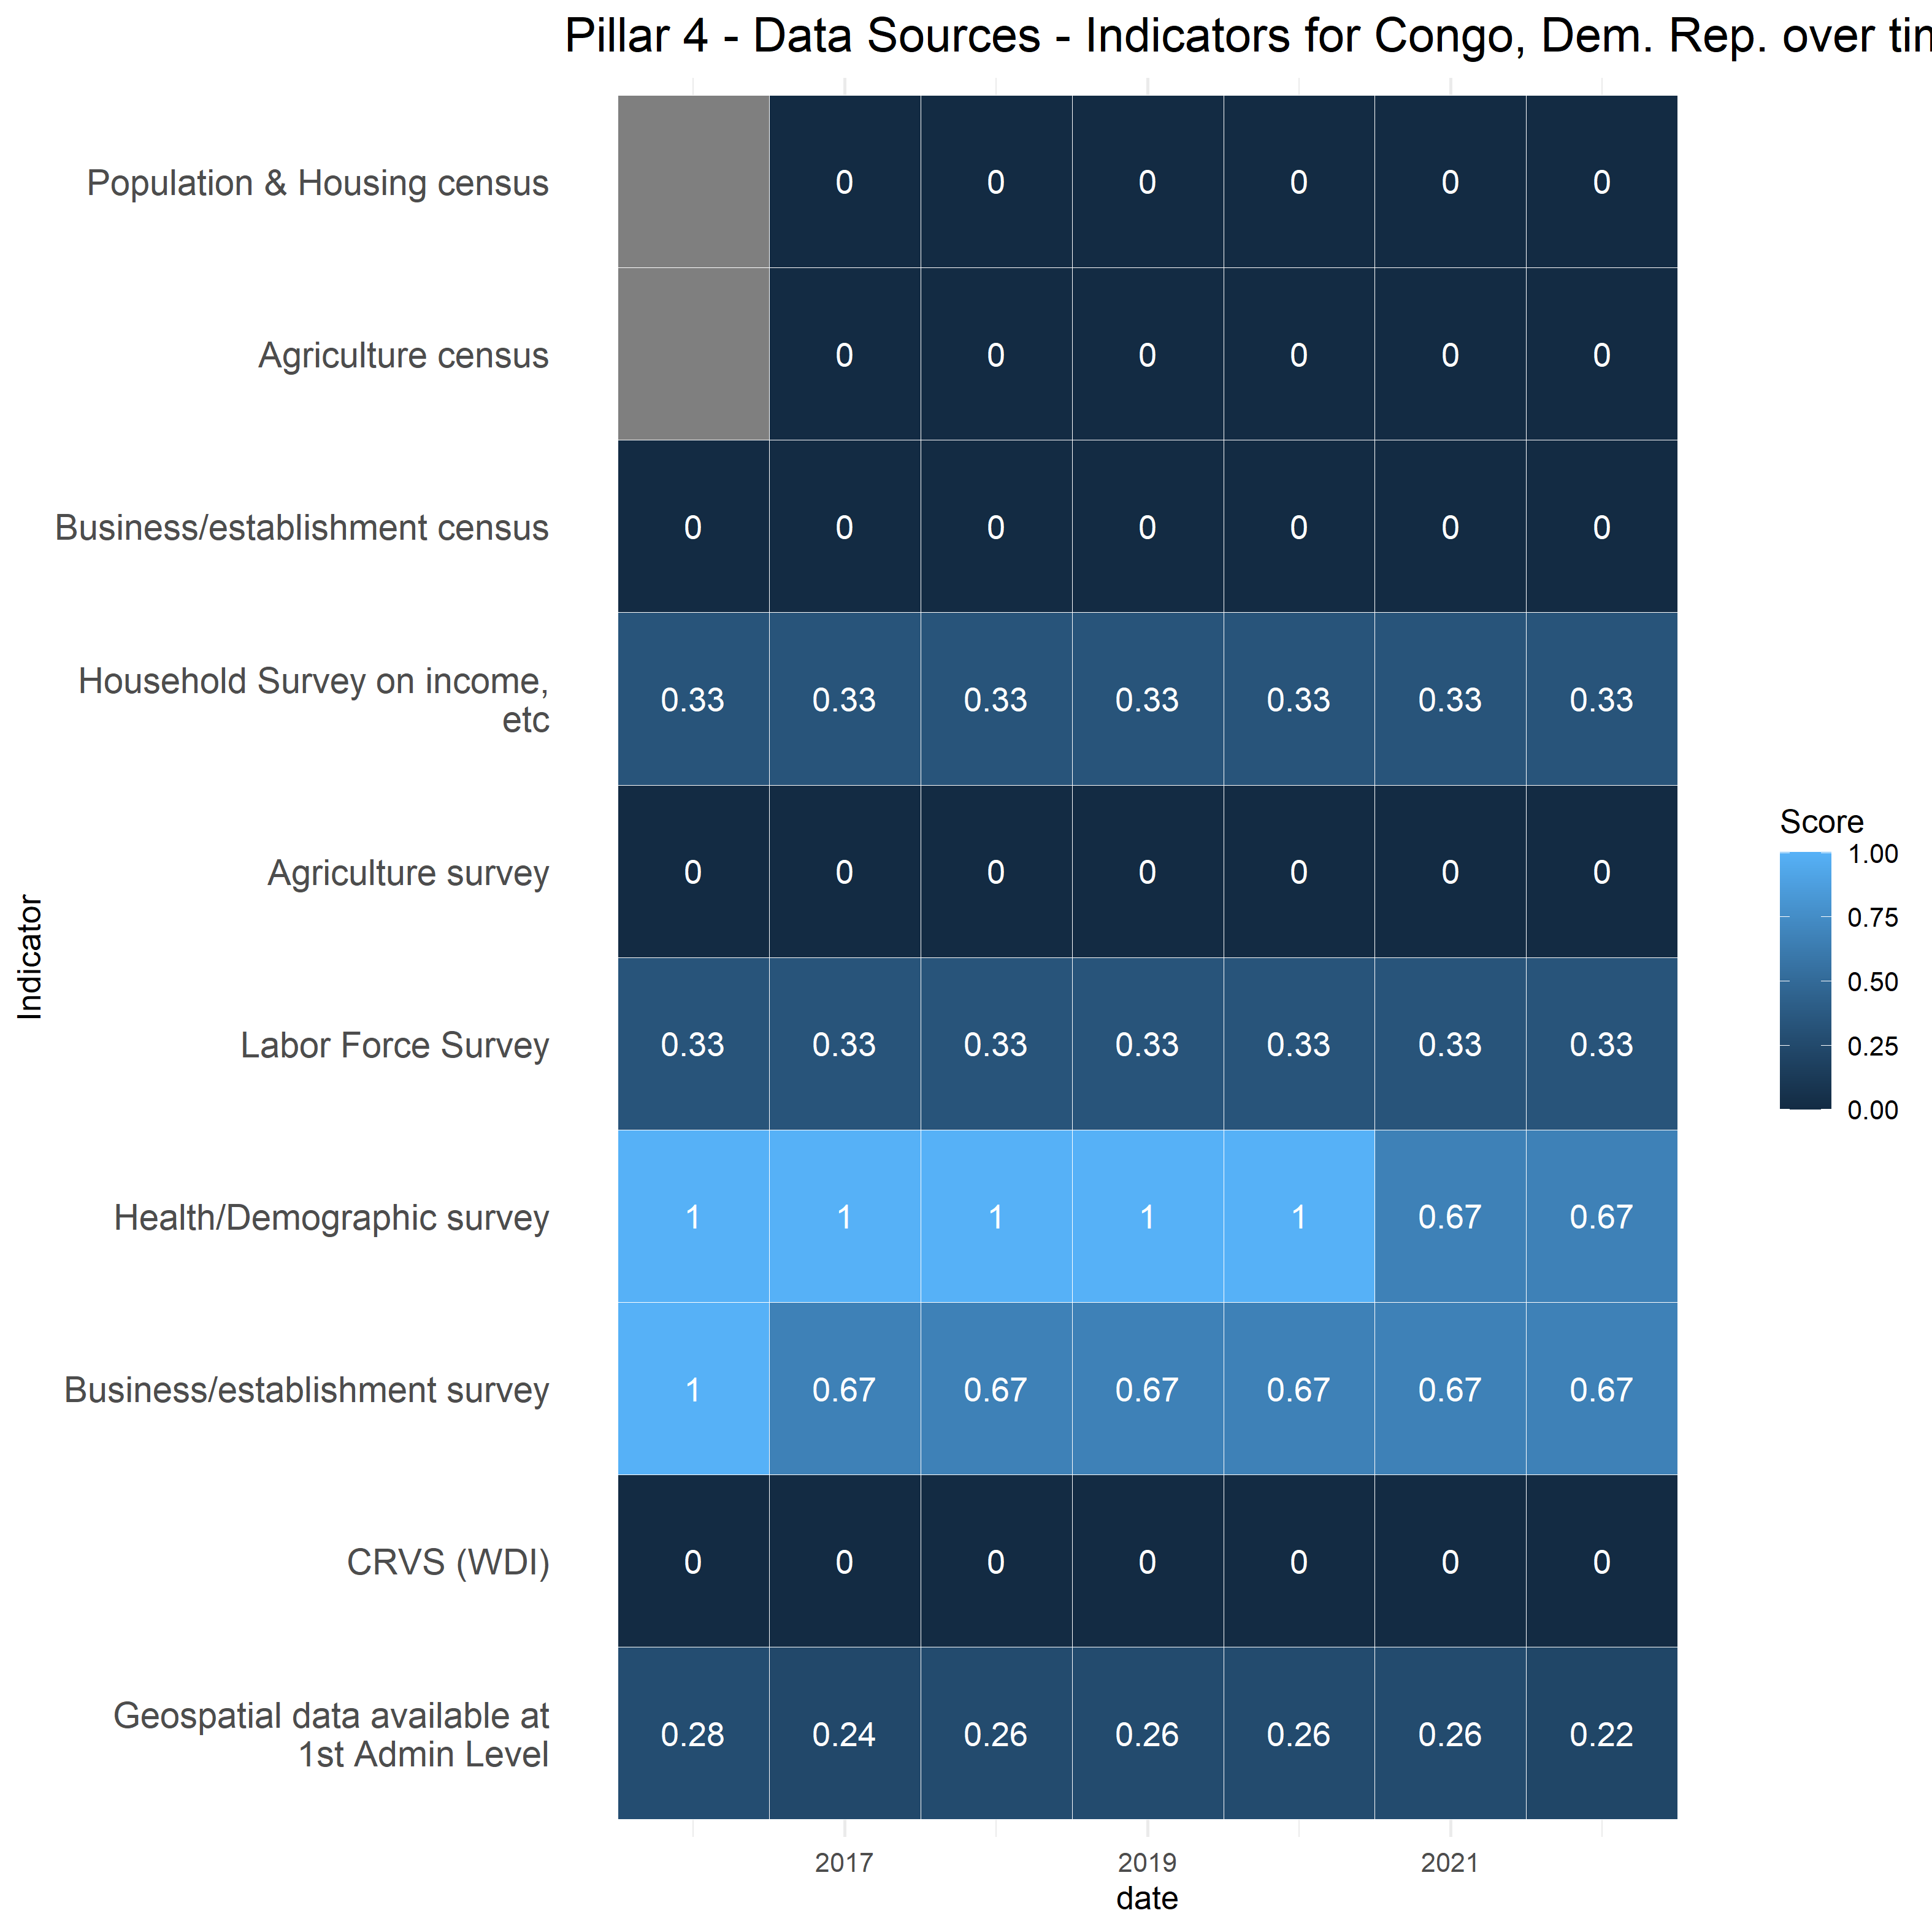 Pillar 4 - Data Sources - Indicators for Congo, Dem. Rep. over
Population & Housing census
0 0 0 0 0 0
Agriculture census
0 0 0 0 0 0
Business/establishment census
0 0 0 0 0 0 0
Household Survey on income,
etc
0.33 0.33 0.33 0.33 0.33 0.33 0.33
Agriculture survey
0 0 0 0 0 0 0
Labor Force Survey
0.33 0.33 0.33 0.33 0.33 0.33 0.33
Health/Demographic survey
1 1 1 1 1 0.67 0.67
Business/establishment survey
1 0.67 0.67 0.67 0.67 0.67 0.67
CRVS (WDI)
0 0 0 0 0 0 0
Geospatial data available at
1st Admin Level
0.28 0.24 0.26 0.26 0.26 0.26 0.22
2017 2019 2021
date
Indicator
Score
1.00
0.75
0.50
0.25
0.00